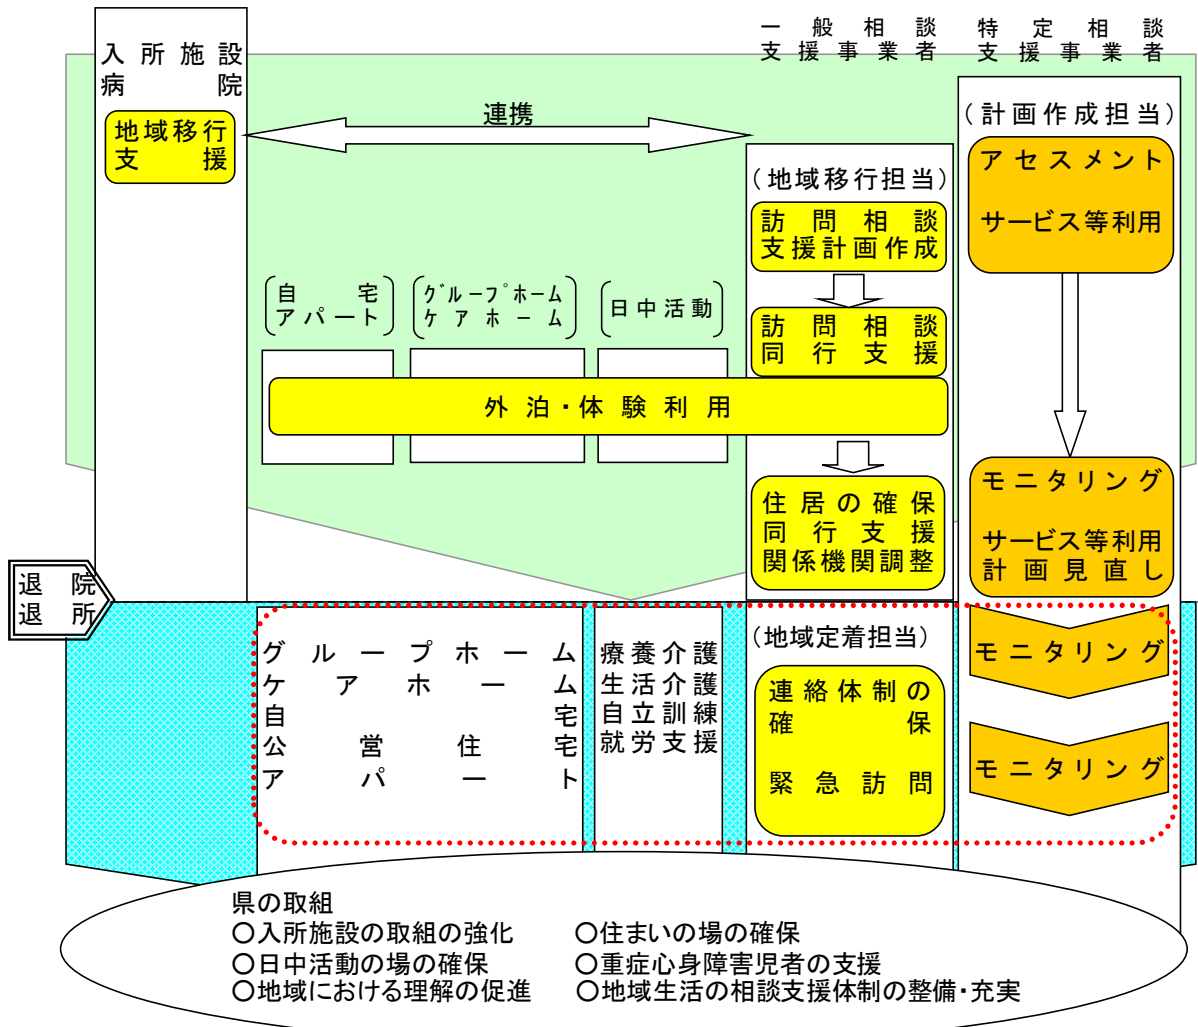 一般相談
支援事業者
特定相談
支援事業者
入所施設
病院
地域移行
支援
連携
(計画作成担当)
アセスメント
サービス等利用
(地域移行担当)
訪問相談
支援計画作成
自宅
アパート
グループホーム
ケアホーム
日中活動
訪問相談
同行支援
外泊・体験利用
住居の確保
同行支援
関係機関調整
モニタリング
サービス等利用
計画見直し
退院
退所
グループホーム
ケアホーム
自宅
公営住宅
アパート
療養介護
生活介護
自立訓練
就労支援
(地域定着担当)
連絡体制の
確保
緊急訪問
モニタリング
モニタリング
県の取組
〇入所施設の取組の強化
〇住まいの場の確保
〇日中活動の場の確保
〇重症心身障害児者の支援
〇地域における理解の促進
〇地域生活の相談支援体制の整備・充実